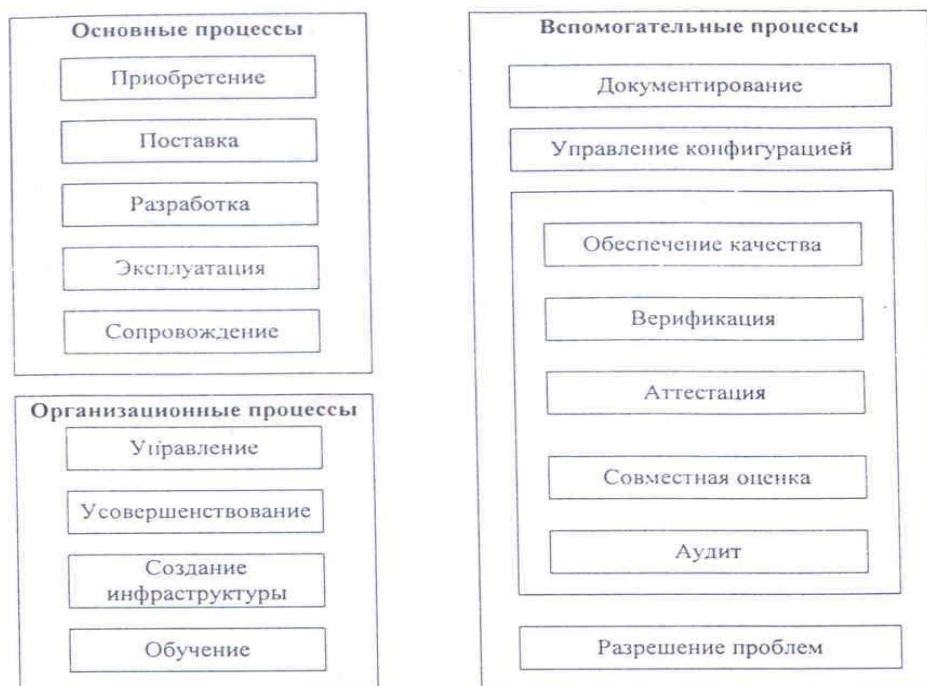 Основные процессы
Приобретение
Поставка
Разработка
Эксплуатация
Сопровождение
Организационные процессы
Управление
Усовершенствование
Создание
инфраструктуры
Обучение
Вспомогательные процессы
Документирование
Управление конфигурацией
Обеспечение качества
Верификация
Аттестация
Совместная оценка
Аудит
Разрешение проблем